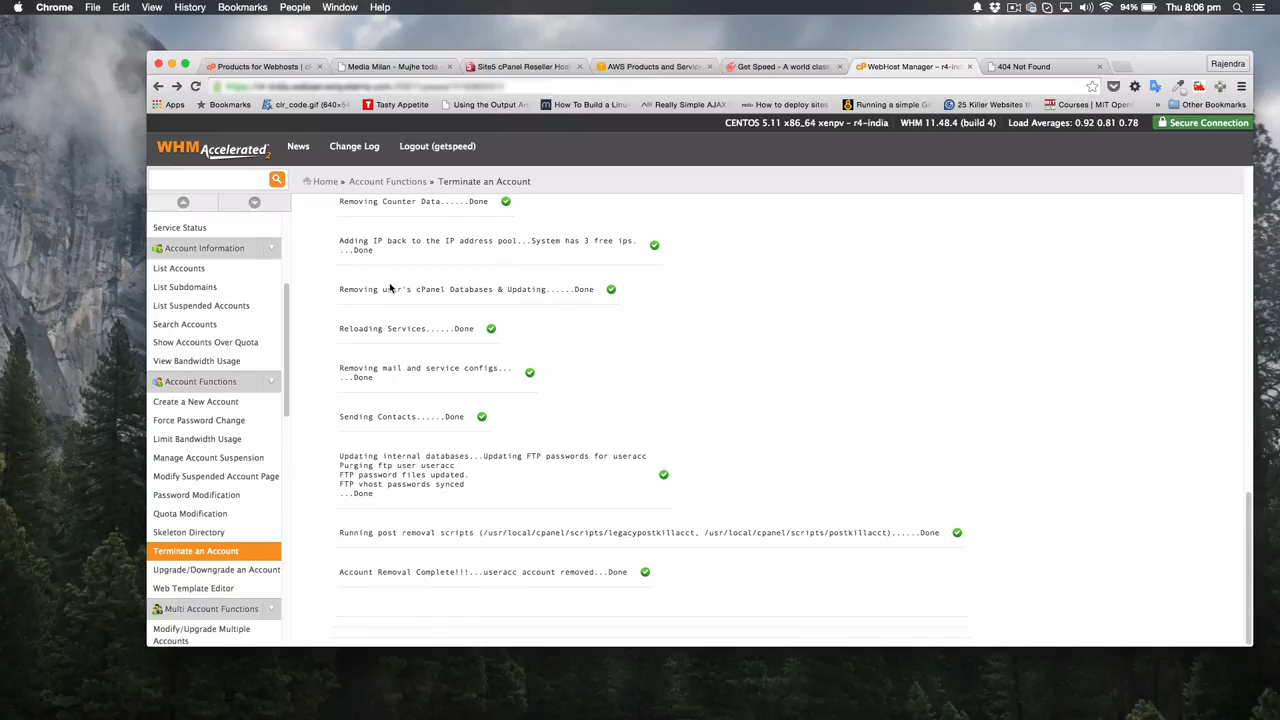 Chrome File Edit View History Bookmarks People Window Help
94% Thu 8:06 pm
Products for Webhosts | cP
Media Milan - Mujhe toda
Site5 cPanel Reseller Hos
AWS Products and Service
Get Speed - A world class
WebHost Manager – r4-ind
404 Not Found
Rajendra
Apps Bookmarks clr_code.gif (640×54 Tasty Appetite Using the Output An How To Build a Linu Really Simple AJAX How to deploy sites Running a simple G 25 Killer Websites th Courses | MIT Open » Other Bookmarks
CENTOS 5.11 x86_64 xenpv – r4-india WHM 11.48.4 (build 4) Load Averages: 0.92 0.81 0.78 Secure Connection
WHM Accelerated2 News Change Log Logout (getspeed)
Home » Account Functions » Terminate an Account
Service Status
Account Information
List Accounts
List Subdomains
List Suspended Accounts
Search Accounts
Show Accounts Over Quota
View Bandwidth Usage
Account Functions
Create a New Account
Force Password Change
Limit Bandwidth Usage
Manage Account Suspension
Modify Suspended Account Page
Password Modification
Quota Modification
Skeleton Directory
Terminate an Account
Upgrade/Downgrade an Account
Web Template Editor
Multi Account Functions
Modify/Upgrade Multiple
Accounts
Removing Counter Data......Done
Adding IP back to the IP address pool...System has 3 free ips.
...Done
Removing user's cPanel Databases & Updating......Done
Reloading Services......Done
Removing mail and service configs...
...Done
Sending Contacts......Done
Updating internal databases...Updating FTP passwords for useracc
Purging ftp user useracc
FTP password files updated.
FTP vhost passwords synced
...Done
Running post removal scripts (/usr/local/cpanel/scripts/legacypostkillacct, /usr/local/cpanel/scripts/postkillacct)......Done
Account Removal Complete!!!...useracc account removed...Done